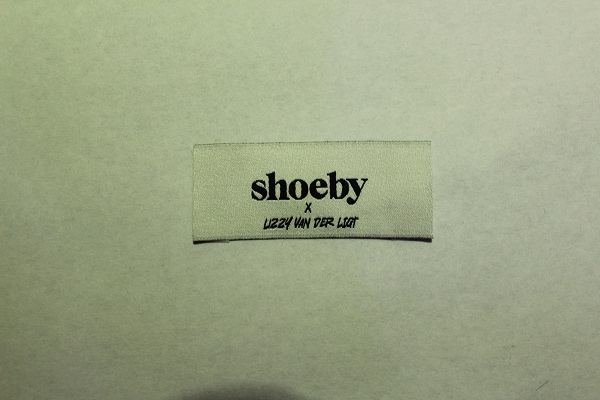 shoeby
X
LIZZY VAN DER LIGT